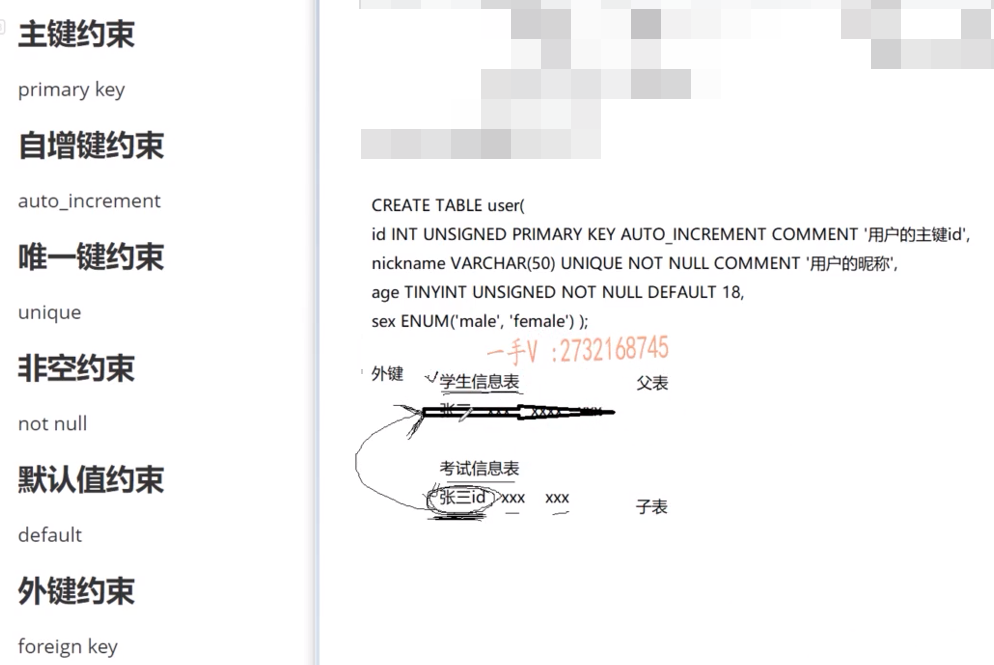 主键约束
primary key
自增键约束
auto_increment
唯一键约束
unique
非空约束
not null
默认值约束
default
外键约束
foreign key
CREATE TABLE user(
id INT UNSIGNED PRIMARY KEY AUTO_INCREMENT COMMENT '用户的主键id',
nickname VARCHAR(50) UNIQUE NOT NULL COMMENT '用户的昵称',
age TINYINT UNSIGNED NOT NULL DEFAULT 18,
sex ENUM('male', 'female') );
一手V :2732168745
外键 学生信息表 父表
张三 xxx xxx xxx
考试信息表
张三id xxx xxx 子表